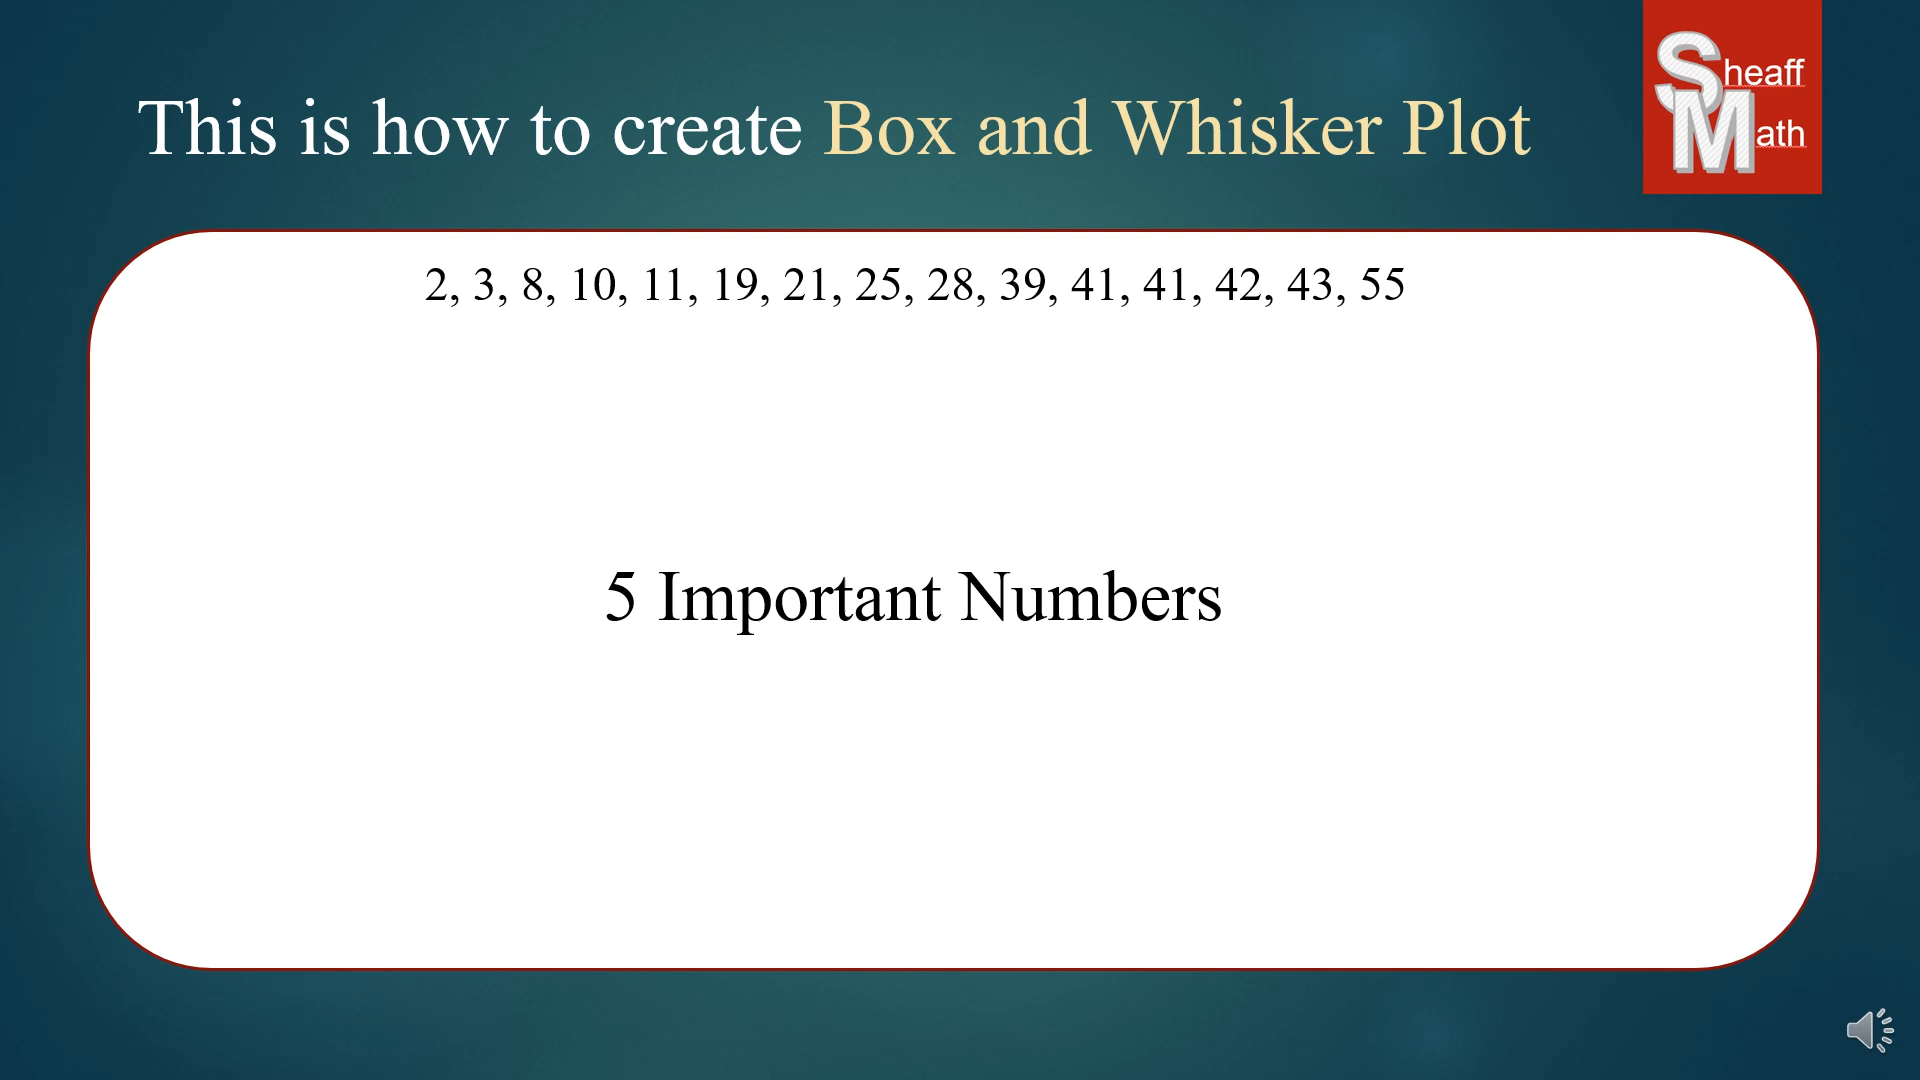 This is how to create Box and Whisker Plot
Sheaff
Math
2, 3, 8, 10, 11, 19, 21, 25, 28, 39, 41, 41, 42, 43, 55
5 Important Numbers